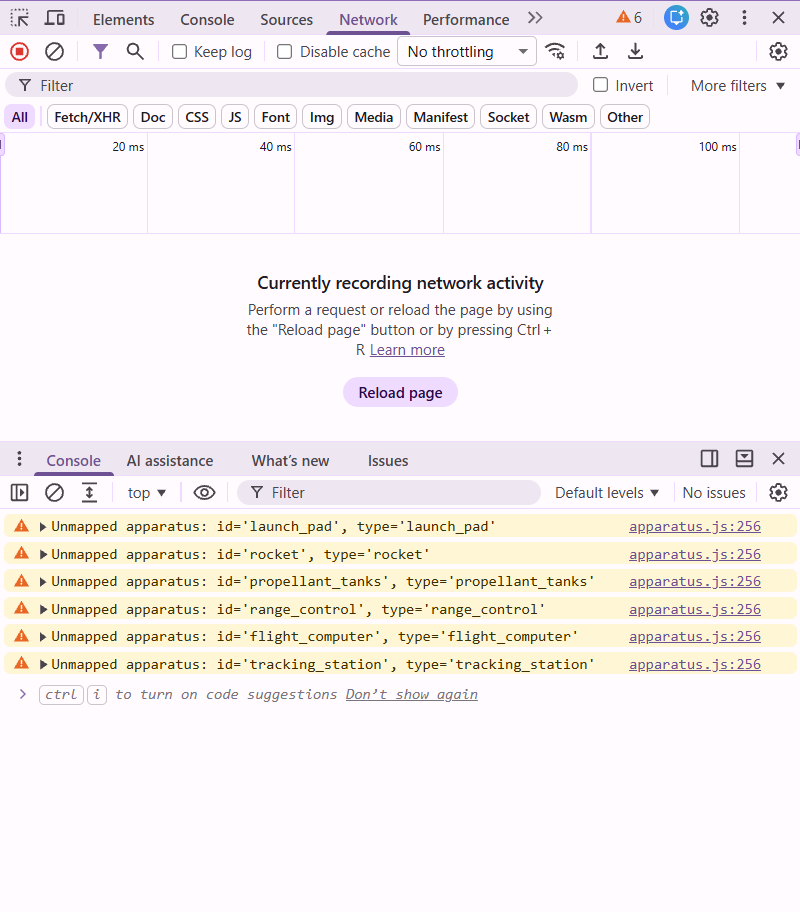 Elements Console Sources Network Performance 6
Keep log Disable cache No throttling
Filter Invert More filters
All Fetch/XHR Doc CSS JS Font Img Media Manifest Socket Wasm Other
20 ms 40 ms 60 ms 80 ms 100 ms
Currently recording network activity
Perform a request or reload the page by using
the "Reload page" button or by pressing Ctrl +
R Learn more
Reload page
Console AI assistance What's new Issues
top Filter Default levels No issues
Unmapped apparatus: id='launch_pad', type='launch_pad' apparatus.js:256
Unmapped apparatus: id='rocket', type='rocket' apparatus.js:256
Unmapped apparatus: id='propellant_tanks', type='propellant_tanks' apparatus.js:256
Unmapped apparatus: id='range_control', type='range_control' apparatus.js:256
Unmapped apparatus: id='flight_computer', type='flight_computer' apparatus.js:256
Unmapped apparatus: id='tracking_station', type='tracking_station' apparatus.js:256
ctrl i to turn on code suggestions Don't show again